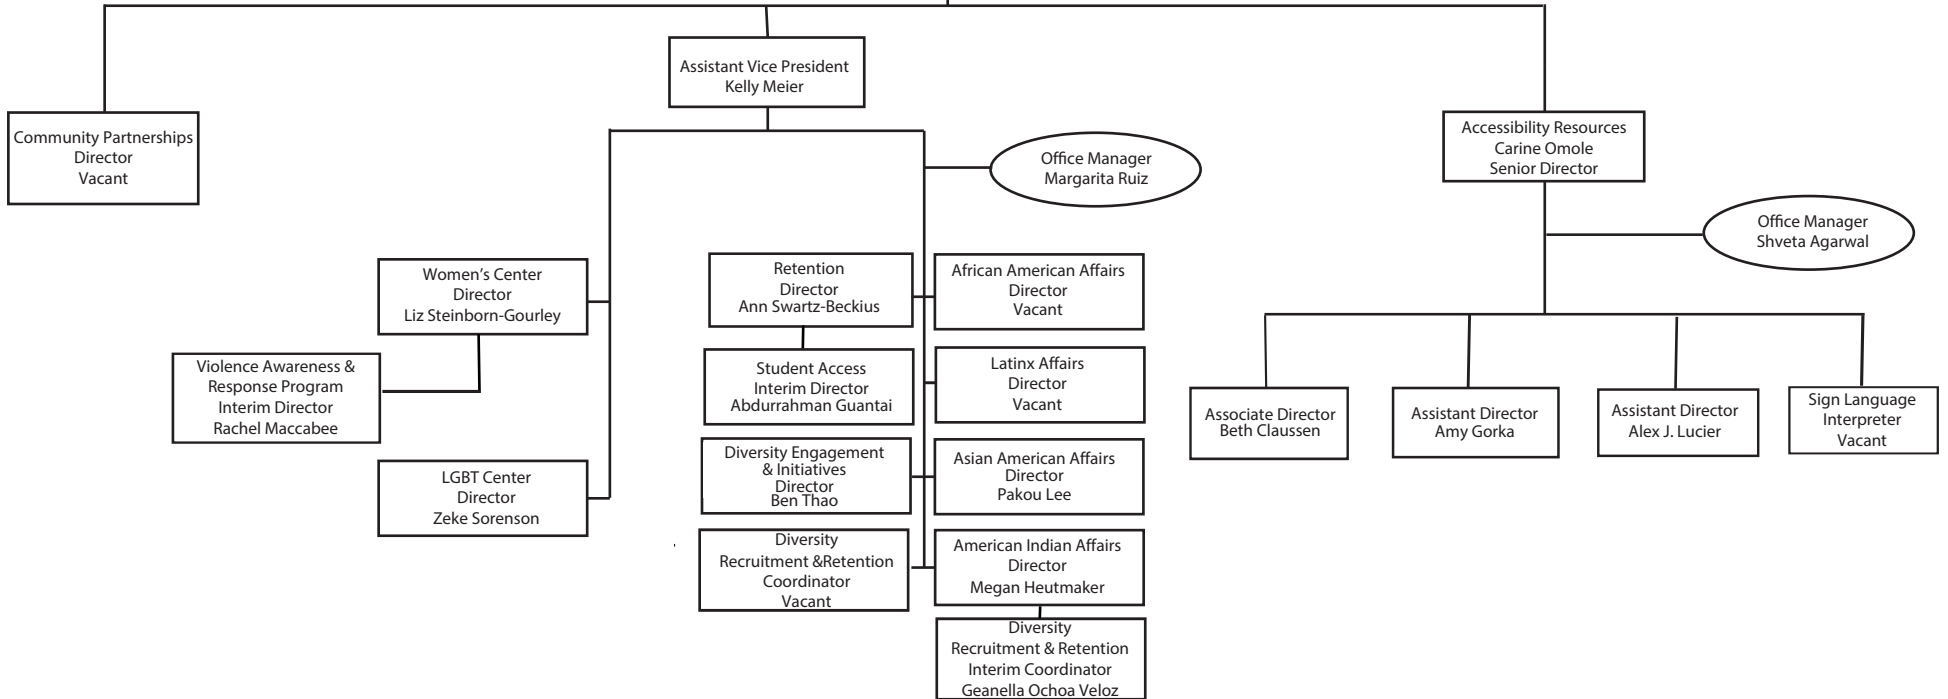 Assistant Vice President
Kelly Meier
Community Partnerships
Director
Vacant
Accessibility Resources
Carine Omole
Senior Director
Office Manager
Margarita Ruiz
Office Manager
Shveta Agarwal
Women's Center
Director
Liz Steinborn-Gourley
Retention
Director
Ann Swartz-Beckius
African American Affairs
Director
Vacant
Violence Awareness &
Response Program
Interim Director
Rachel Maccabee
Student Access
Interim Director
Abdurrahman Guantai
Latinx Affairs
Director
Vacant
Associate Director
Beth Claussen
Assistant Director
Amy Gorka
Assistant Director
Alex J. Lucier
Sign Language
Interpreter
Vacant
LGBT Center
Director
Zeke Sorenson
Diversity Engagement
& Initiatives
Director
Ben Thao
Asian American Affairs
Director
Pakou Lee
Diversity
Recruitment &Retention
Coordinator
Vacant
American Indian Affairs
Director
Megan Heutmaker
Diversity
Recruitment & Retention
Interim Coordinator
Geanella Ochoa Veloz